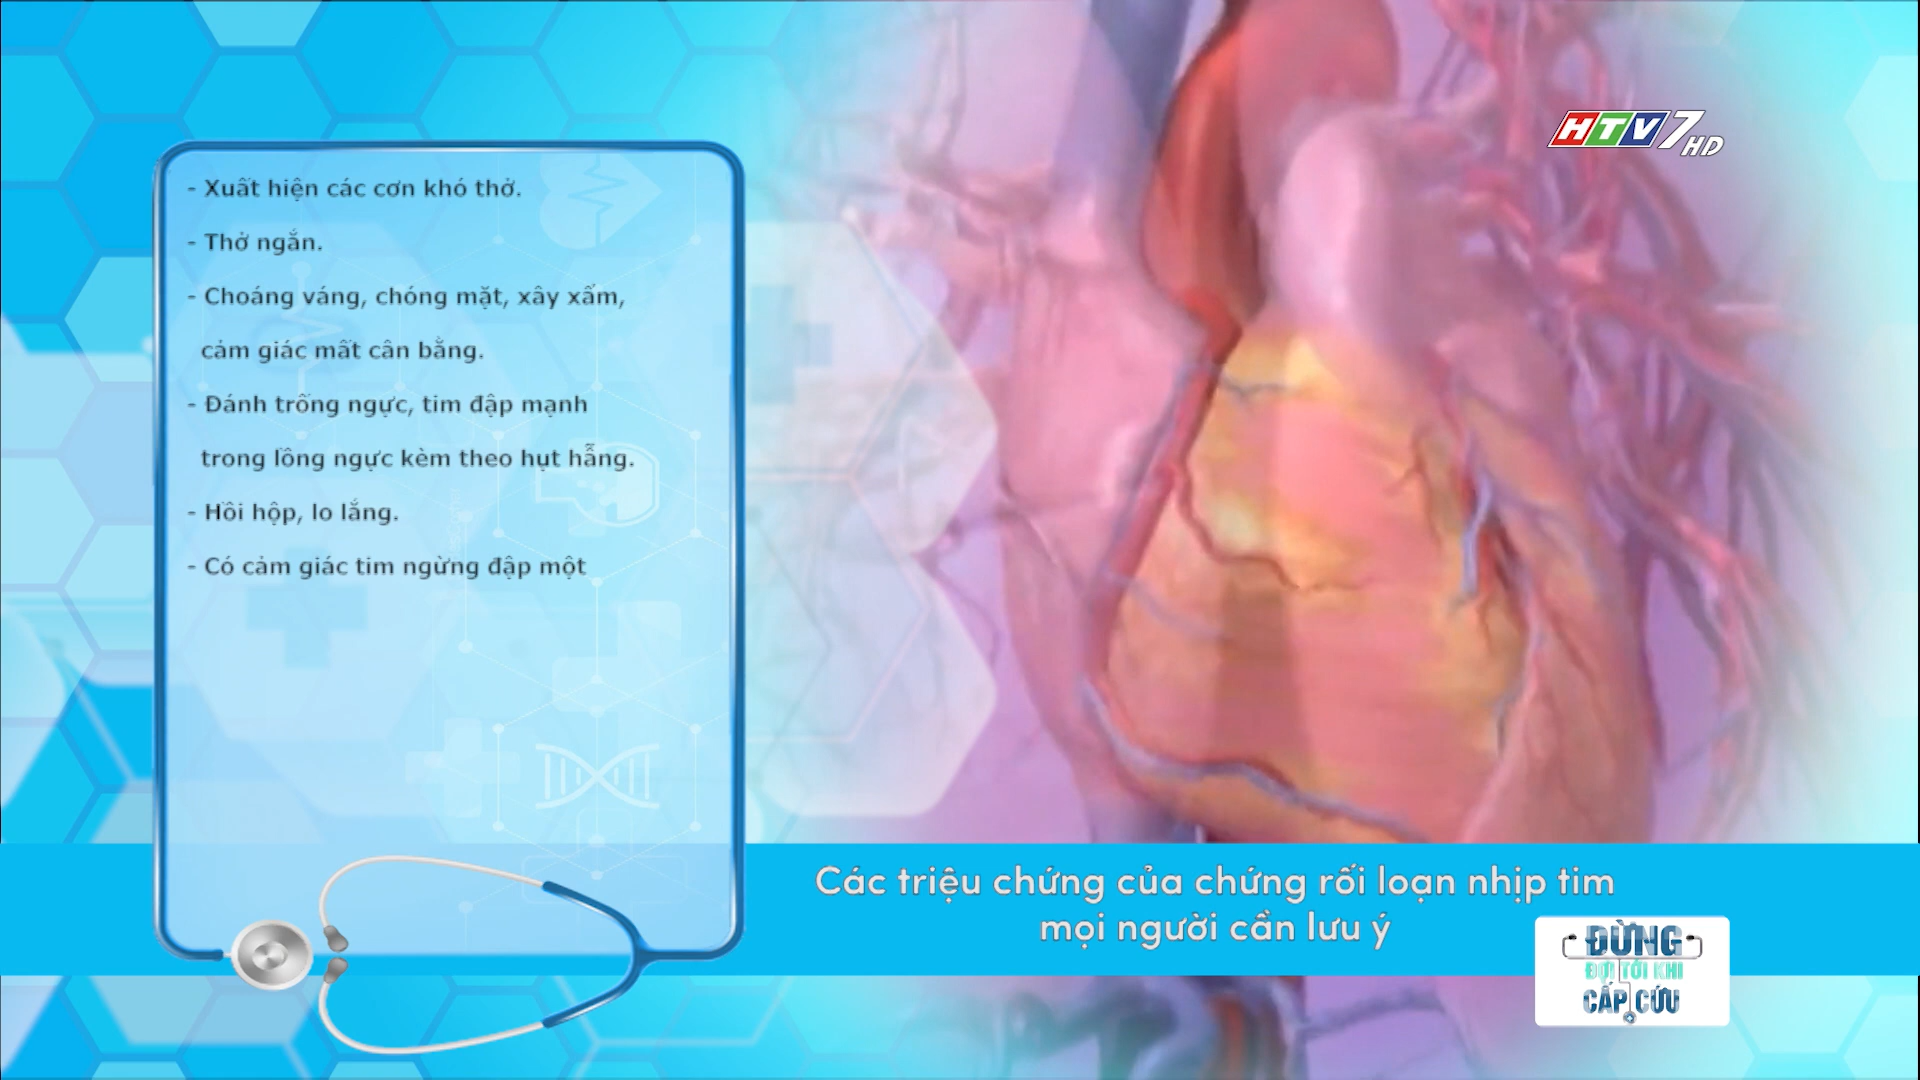 HTV7 HD
- Xuất hiện các cơn khó thở.
- Thở ngắn.
- Choáng váng, chóng mặt, xây xẩm,
cảm giác mất cân bằng.
- Đánh trống ngực, tim đập mạnh
trong lồng ngực kèm theo hụt hẫng.
- Hồi hộp, lo lắng.
- Có cảm giác tim ngừng đập một
Các triệu chứng của chứng rối loạn nhịp tim
mọi người cần lưu ý
ĐỪNG
ĐỢI TỚI KHI
CẤP CỨU